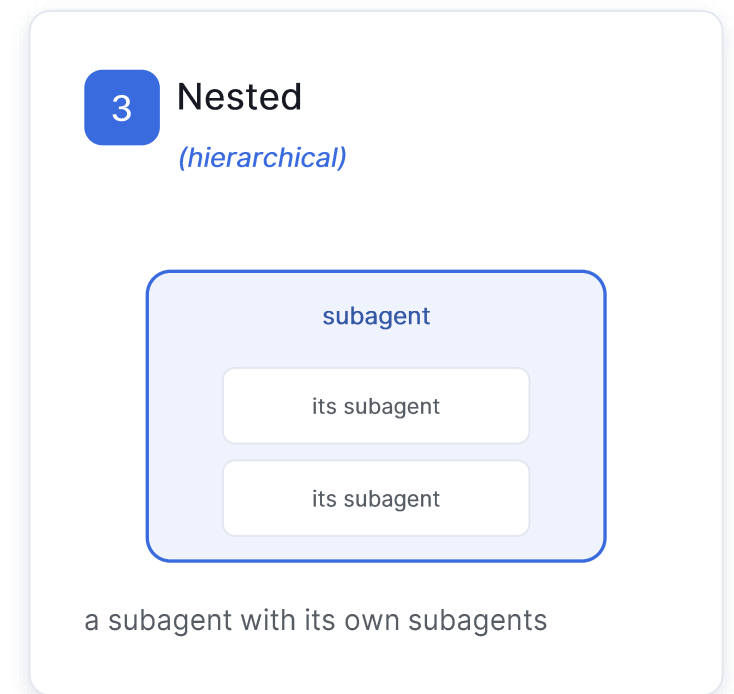 3
Nested
(hierarchical)
subagent
its subagent
its subagent
a subagent with its own subagents